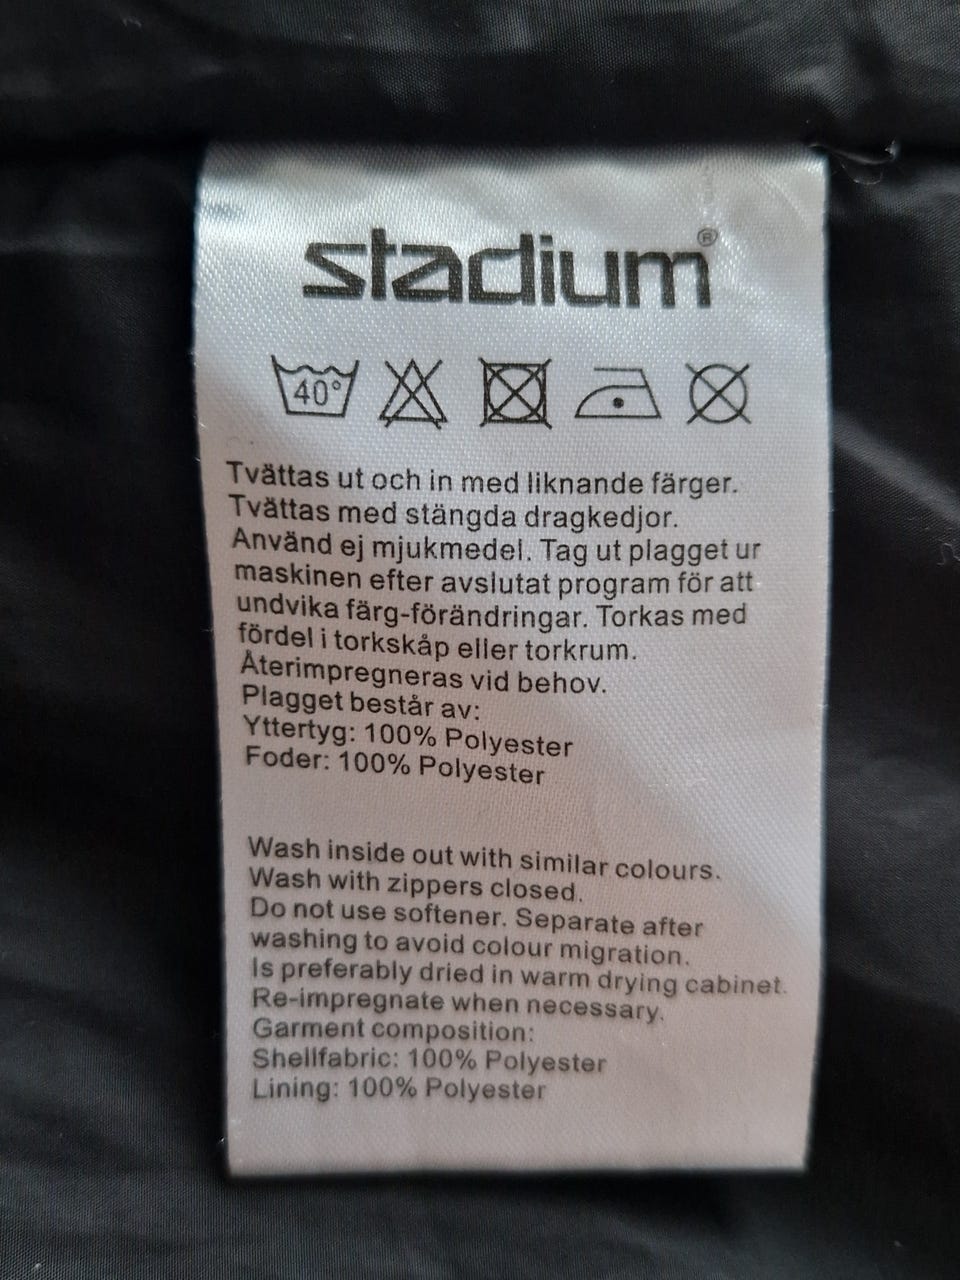 stadium®
40°
Tvättas ut och in med liknande färger.
Tvättas med stängda dragkedjor.
Använd ej mjukmedel. Tag ut plagget ur
maskinen efter avslutat program för att
undvika färg-förändringar. Torkas med
fördel i torkskåp eller torkrum.
Återimpregneras vid behov.
Plagget består av:
Yttertyg: 100% Polyester
Foder: 100% Polyester
Wash inside out with similar colours.
Wash with zippers closed.
Do not use softener. Separate after
washing to avoid colour migration.
Is preferably dried in warm drying cabinet.
Re-impregnate when necessary.
Garment composition:
Shellfabric: 100% Polyester
Lining: 100% Polyester